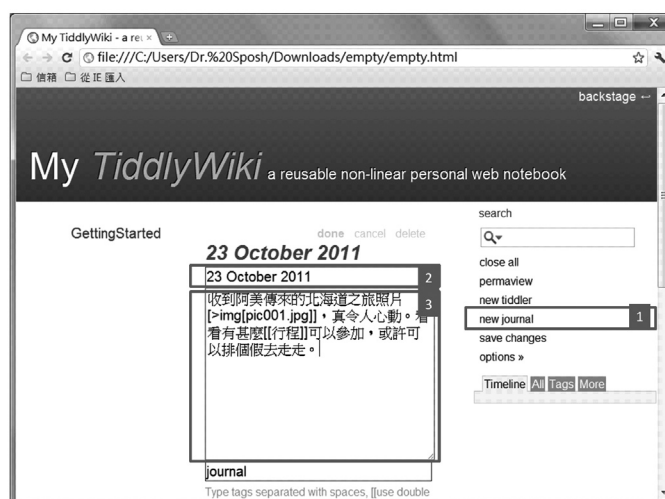 My TiddlyWiki - a re
file:///C:/Users/Dr.%20Sposh/Downloads/empty/empty.html
信箱 從 IE 匯入
backstage
My TiddlyWiki a reusable non-linear personal web notebook
GettingStarted
done cancel delete
23 October 2011
23 October 2011
2
收到阿美傳來的北海道之旅照片
[>img[pic001.jpg]]，真令人心動。看
看有甚麼[[行程]]可以參加，或許可
以排個假去走走。
3
journal
Type tags separated with spaces, [[use double
search
close all
permaview
new tiddler
new journal
1
save changes
options »
Timeline All Tags More